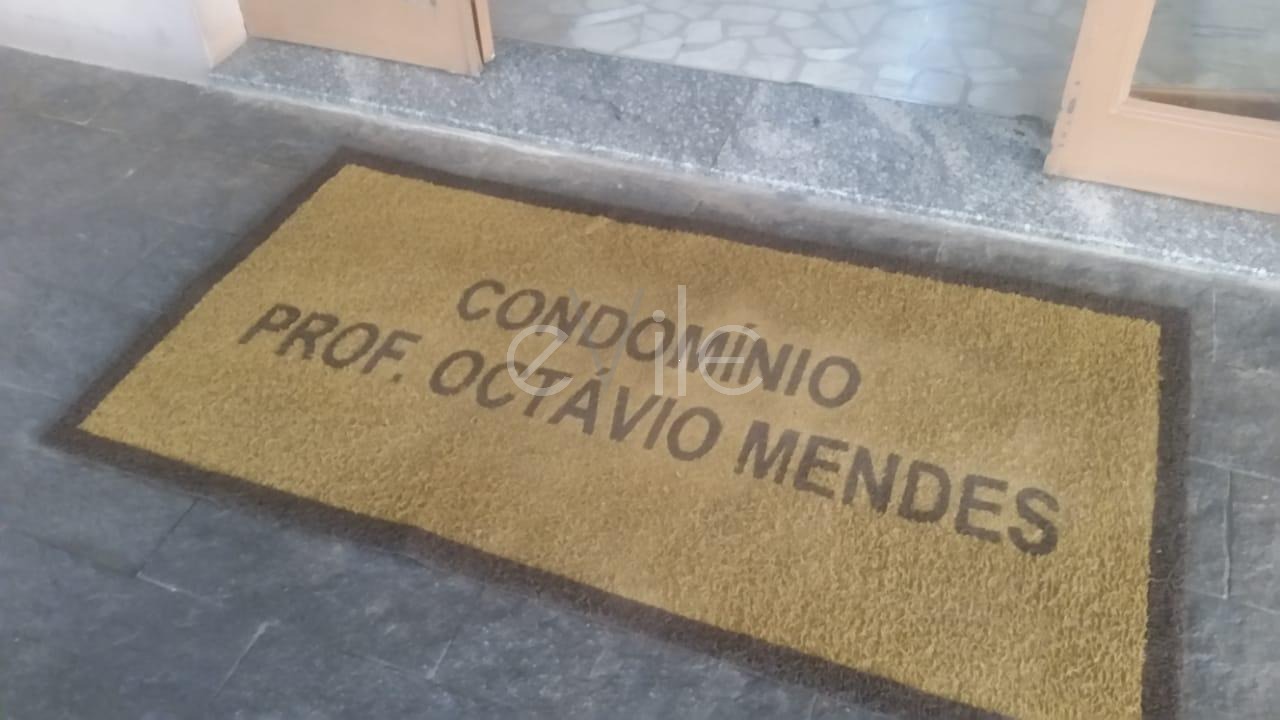 CONDOMÍNIO
PROF. OCTÁVIO MENDES